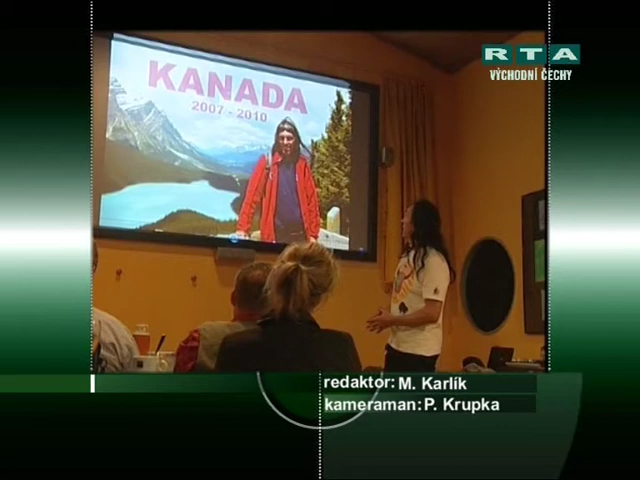 RTA
VÝCHODNÍ ČECHY
KANADA
2007 - 2010
redaktor: M. Karlík
kameraman: P. Krupka